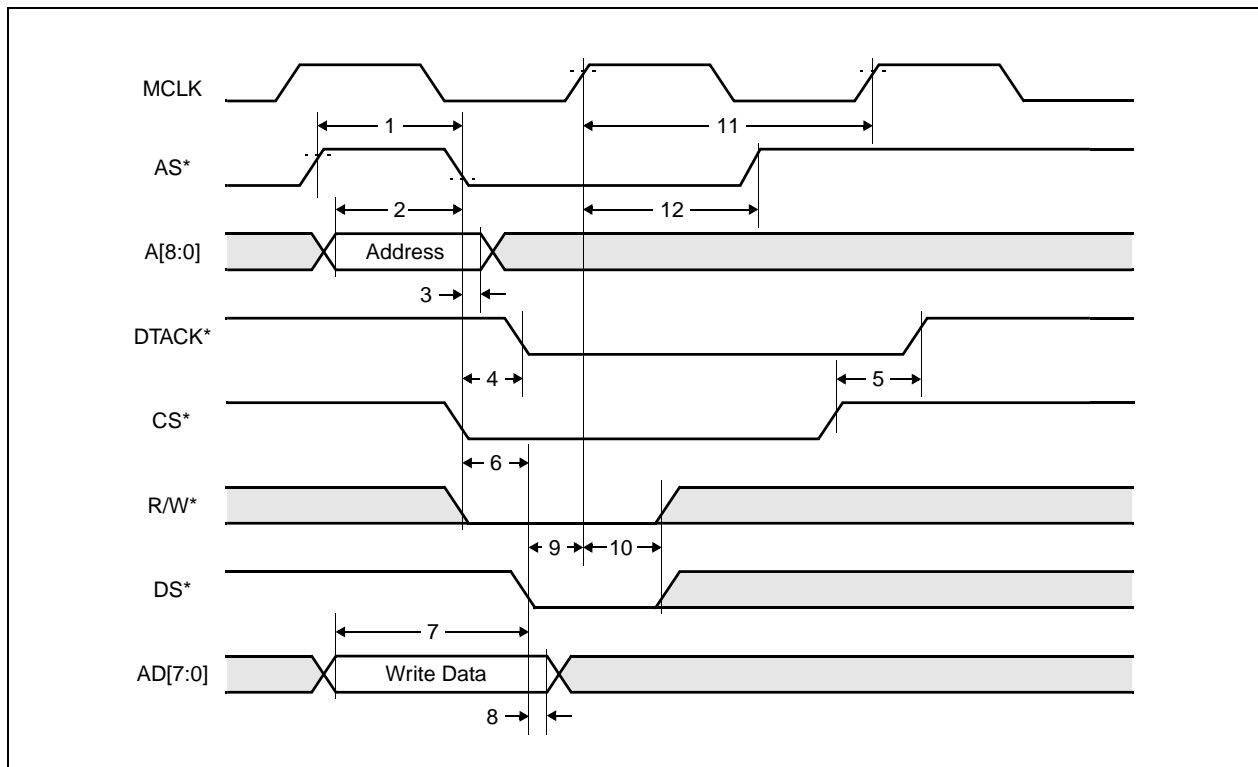 MCLK
1
11
AS*
2
12
A[8:0]
Address
3
DTACK*
4
5
CS*
6
R/W*
9
10
DS*
7
AD[7:0]
Write Data
8